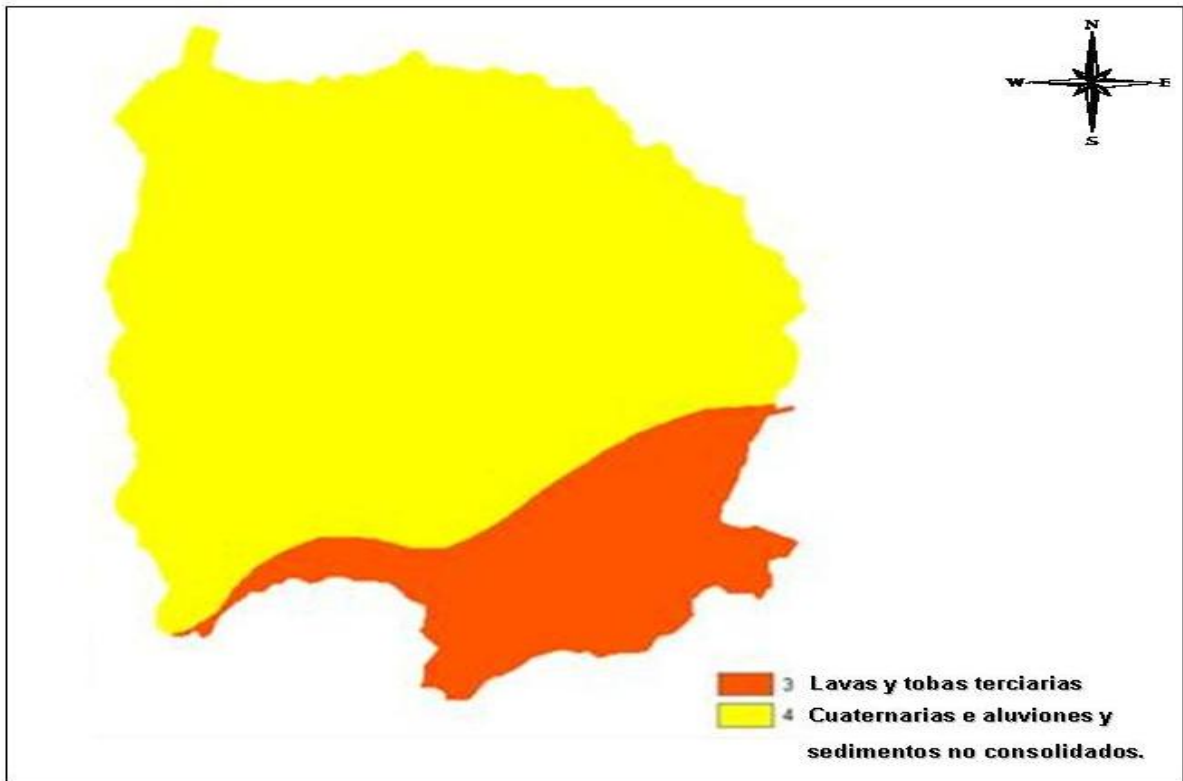 N
W E
S
3 Lavas y tobas terciarias
4 Cuaternarias e aluviones y
sedimentos no consolidados.